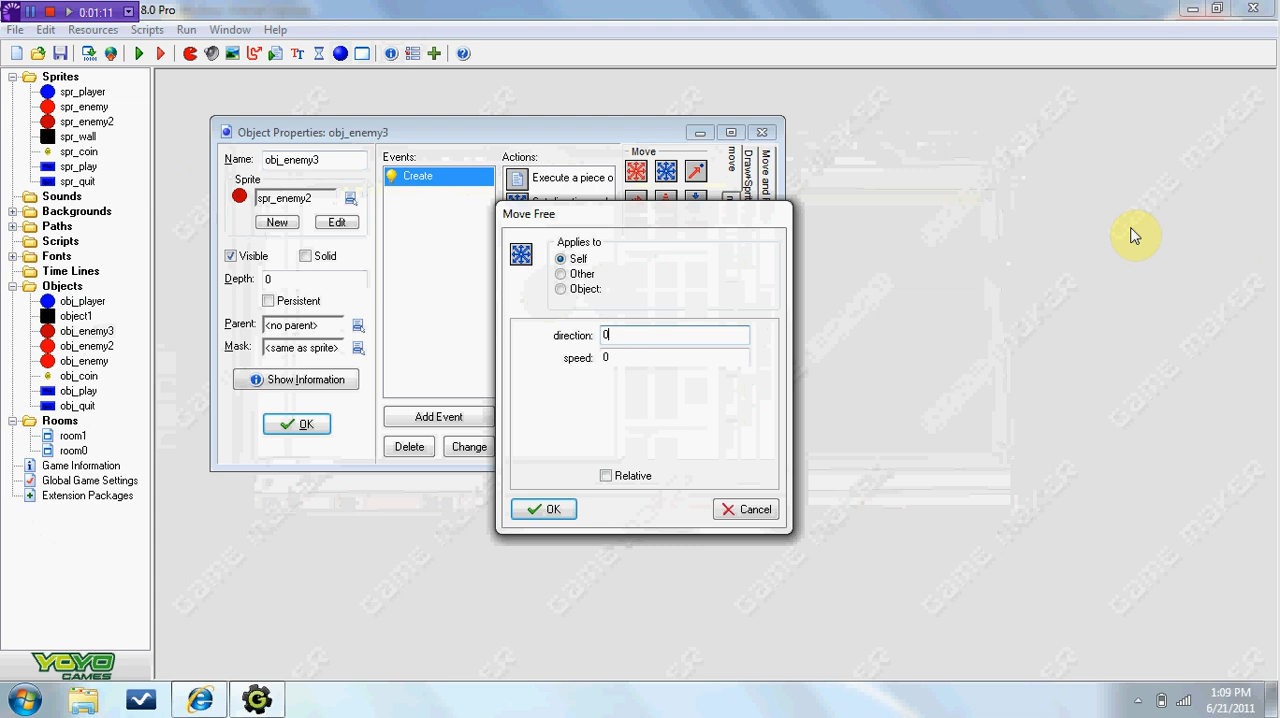 0:01:11
8.0 Pro
File Edit Resources Scripts Run Window Help
Sprites
spr_player
spr_enemy
spr_enemy2
spr_wall
spr_coin
spr_play
spr_quit
Sounds
Backgrounds
Paths
Scripts
Fonts
Time Lines
Objects
obj_player
object1
obj_enemy3
obj_enemy2
obj_enemy
obj_coin
obj_play
obj_quit
Rooms
room1
room0
Game Information
Global Game Settings
Extension Packages
YOYO
GAMES
Object Properties: obj_enemy3
Name: obj_enemy3
Sprite
spr_enemy2
New Edit
Visible Solid
Depth: 0
Persistent
Parent: <no parent>
Mask: <same as sprite>
Show Information
OK
Events:
Create
Add Event
Delete Change
Actions:
Execute a piece o
Move
move
Move Free
Applies to
Self
Other
Object:
direction: 0
speed: 0
Relative
OK Cancel
1:09 PM
6/21/2011